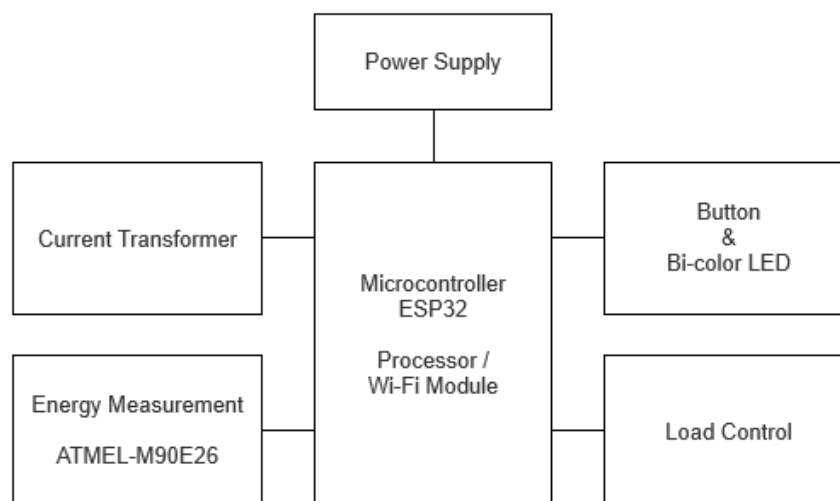 Power Supply
Current Transformer
Microcontroller
ESP32
Processor /
Wi-Fi Module
Button
&
Bi-color LED
Energy Measurement
ATMEL-M90E26
Load Control